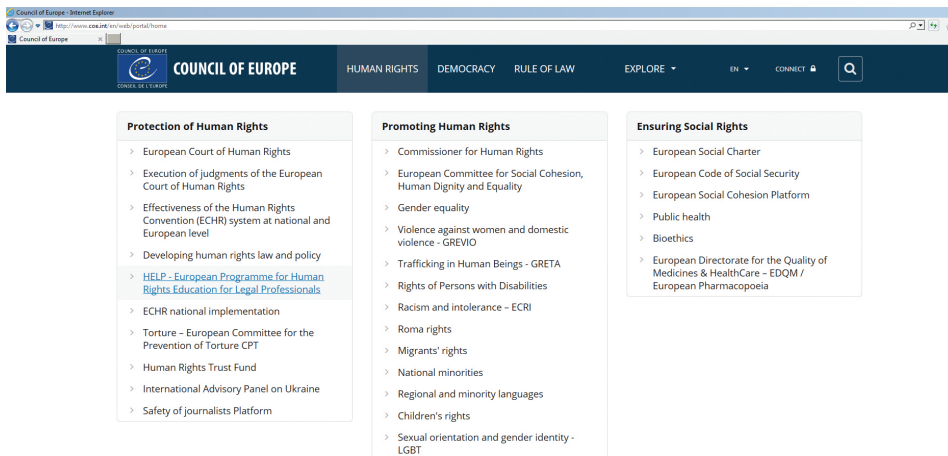 Council of Europe - Internet Explorer
http://www.coe.int/en/web/portal/home
Council of Europe
COUNCIL OF EUROPE
CONSEIL DE L'EUROPE
COUNCIL OF EUROPE
HUMAN RIGHTS DEMOCRACY RULE OF LAW EXPLORE EN CONNECT
Protection of Human Rights
European Court of Human Rights
Execution of judgments of the European
Court of Human Rights
Effectiveness of the Human Rights
Convention (ECHR) system at national and
European level
Developing human rights law and policy
HELP - European Programme for Human
Rights Education for Legal Professionals
ECHR national implementation
Torture – European Committee for the
Prevention of Torture CPT
Human Rights Trust Fund
International Advisory Panel on Ukraine
Safety of journalists Platform
Promoting Human Rights
Commissioner for Human Rights
European Committee for Social Cohesion,
Human Dignity and Equality
Gender equality
Violence against women and domestic
violence - GREVIO
Trafficking in Human Beings - GRETA
Rights of Persons with Disabilities
Racism and intolerance – ECRI
Roma rights
Migrants' rights
National minorities
Regional and minority languages
Children's rights
Sexual orientation and gender identity -
LGBT
Ensuring Social Rights
European Social Charter
European Code of Social Security
European Social Cohesion Platform
Public health
Bioethics
European Directorate for the Quality of
Medicines & HealthCare – EDQM /
European Pharmacopoeia